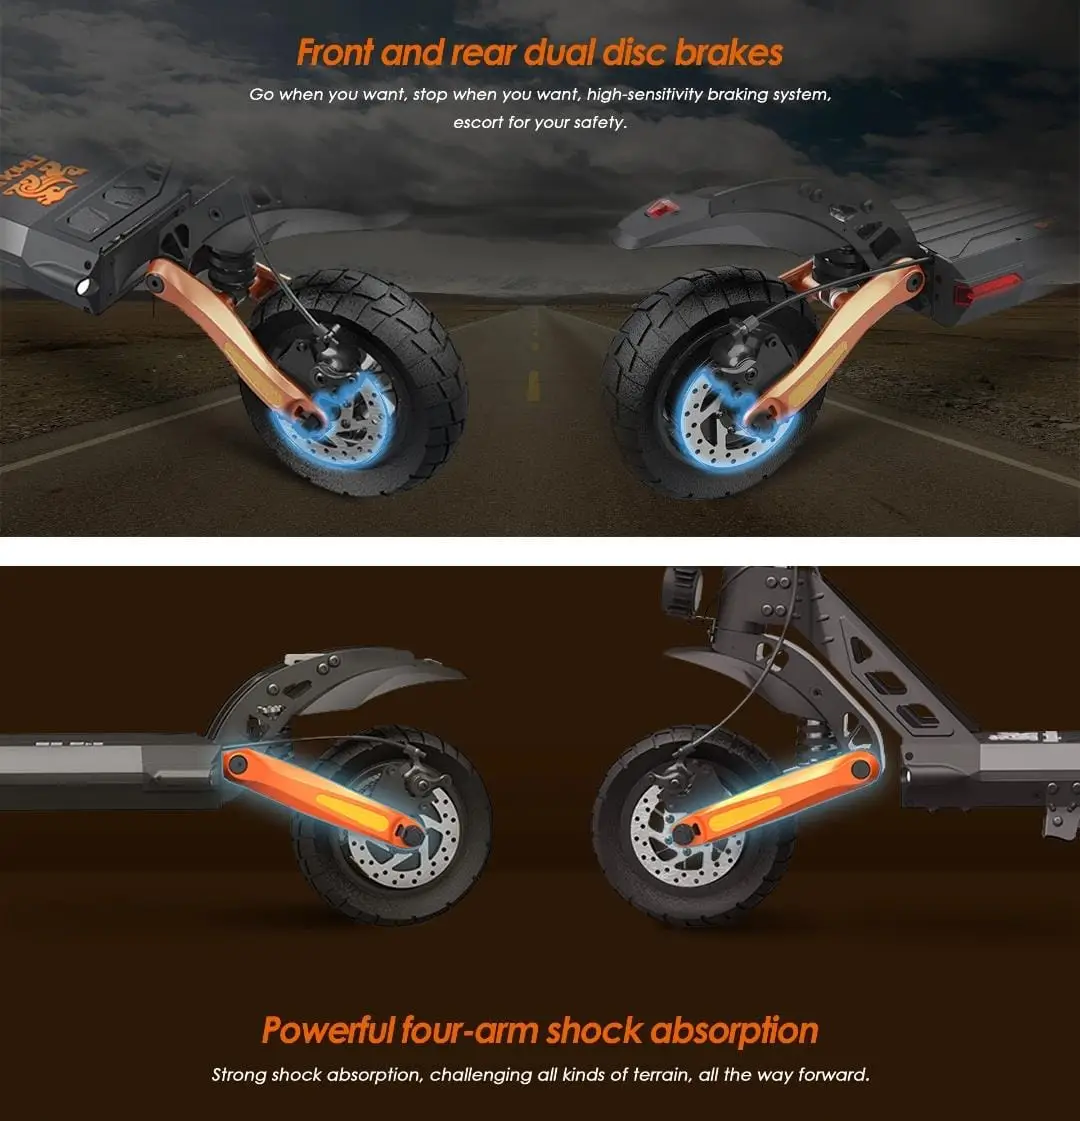 Front and rear dual disc brakes
Go when you want, stop when you want, high-sensitivity braking system,
escort for your safety.
Powerful four-arm shock absorption
Strong shock absorption, challenging all kinds of terrain, all the way forward.